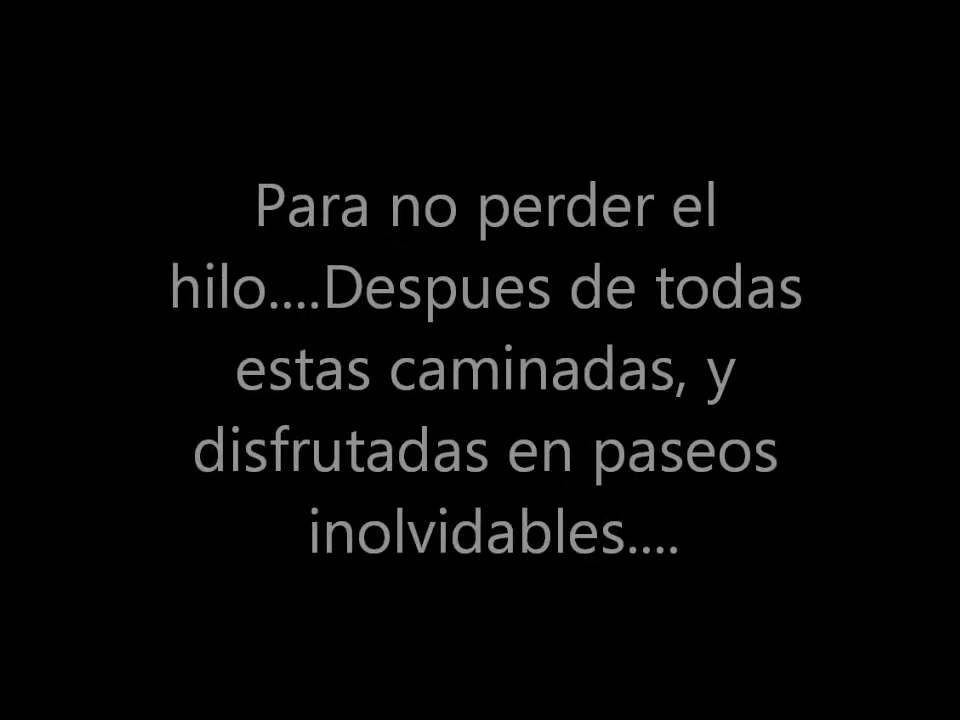 Para no perder el
hilo....Despues de todas
estas caminadas, y
disfrutadas en paseos
inolvidables....